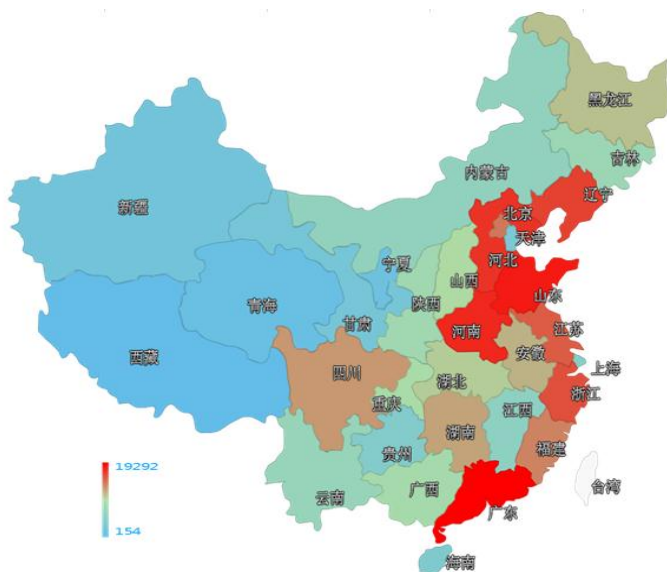 黑龙江
吉林
内蒙古
辽宁
新疆
北京
天津
宁夏
河北
山西
山东
青海
陕西
甘肃
河南
江苏
西藏
安徽
四川
上海
湖北
浙江
重庆
江西
湖南
福建
贵州
19292
广西
台湾
云南
广东
154
海南